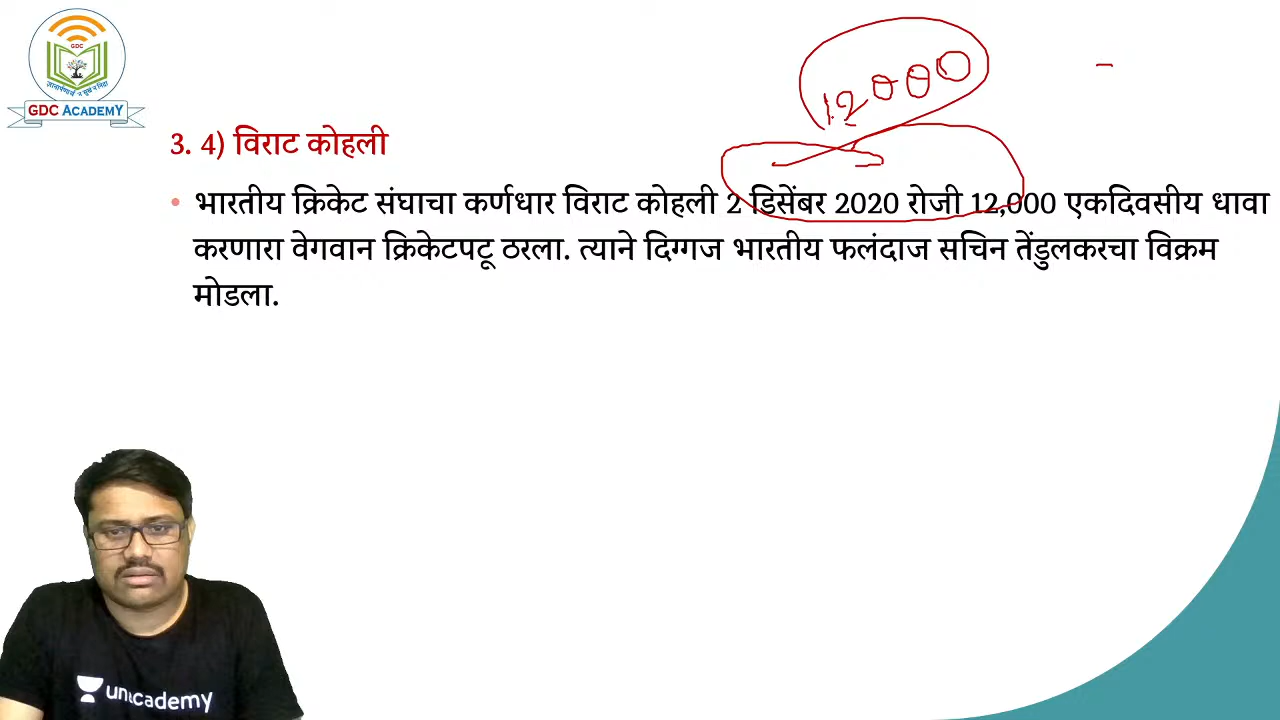 GDC
GDC ACADEMY
12000
3. 4) विराट कोहली
• भारतीय क्रिकेट संघाचा कर्णधार विराट कोहली 2 डिसेंबर 2020 रोजी 12,000 एकदिवसीय धावा
करणारा वेगवान क्रिकेटपटू ठरला. त्याने दिग्गज भारतीय फलंदाज सचिन तेंडुलकरचा विक्रम
मोडला.
unacademy